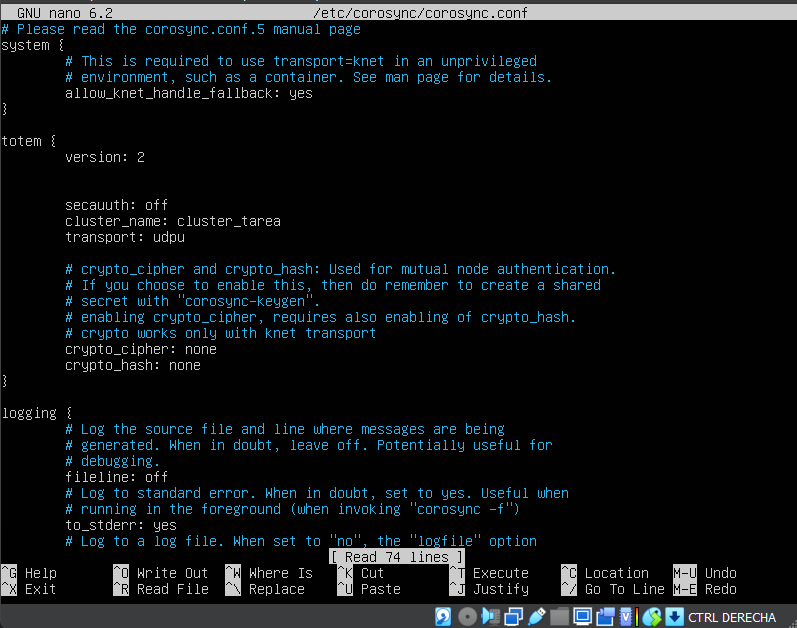 GNU nano 6.2 /etc/corosync/corosync.conf
# Please read the corosync.conf.5 manual page
system {
# This is required to use transport=knet in an unprivileged
# environment, such as a container. See man page for details.
allow_knet_handle_fallback: yes
}
totem {
version: 2
secauuth: off
cluster_name: cluster_tarea
transport: udpu
# crypto_cipher and crypto_hash: Used for mutual node authentication.
# If you choose to enable this, then do remember to create a shared
# secret with "corosync-keygen".
# enabling crypto_cipher, requires also enabling of crypto_hash.
# crypto works only with knet transport
crypto_cipher: none
crypto_hash: none
}
logging {
# Log the source file and line where messages are being
# generated. When in doubt, leave off. Potentially useful for
# debugging.
fileline: off
# Log to standard error. When in doubt, set to yes. Useful when
# running in the foreground (when invoking "corosync -f")
to_stderr: yes
# Log to a log file. When set to "no", the "logfile" option
[ Read 74 lines ]
^G Help ^O Write Out ^W Where Is ^K Cut ^T Execute ^C Location M-U Undo
^X Exit ^R Read File ^\ Replace ^U Paste ^J Justify ^/ Go To Line M-E Redo
CTRL DERECHA